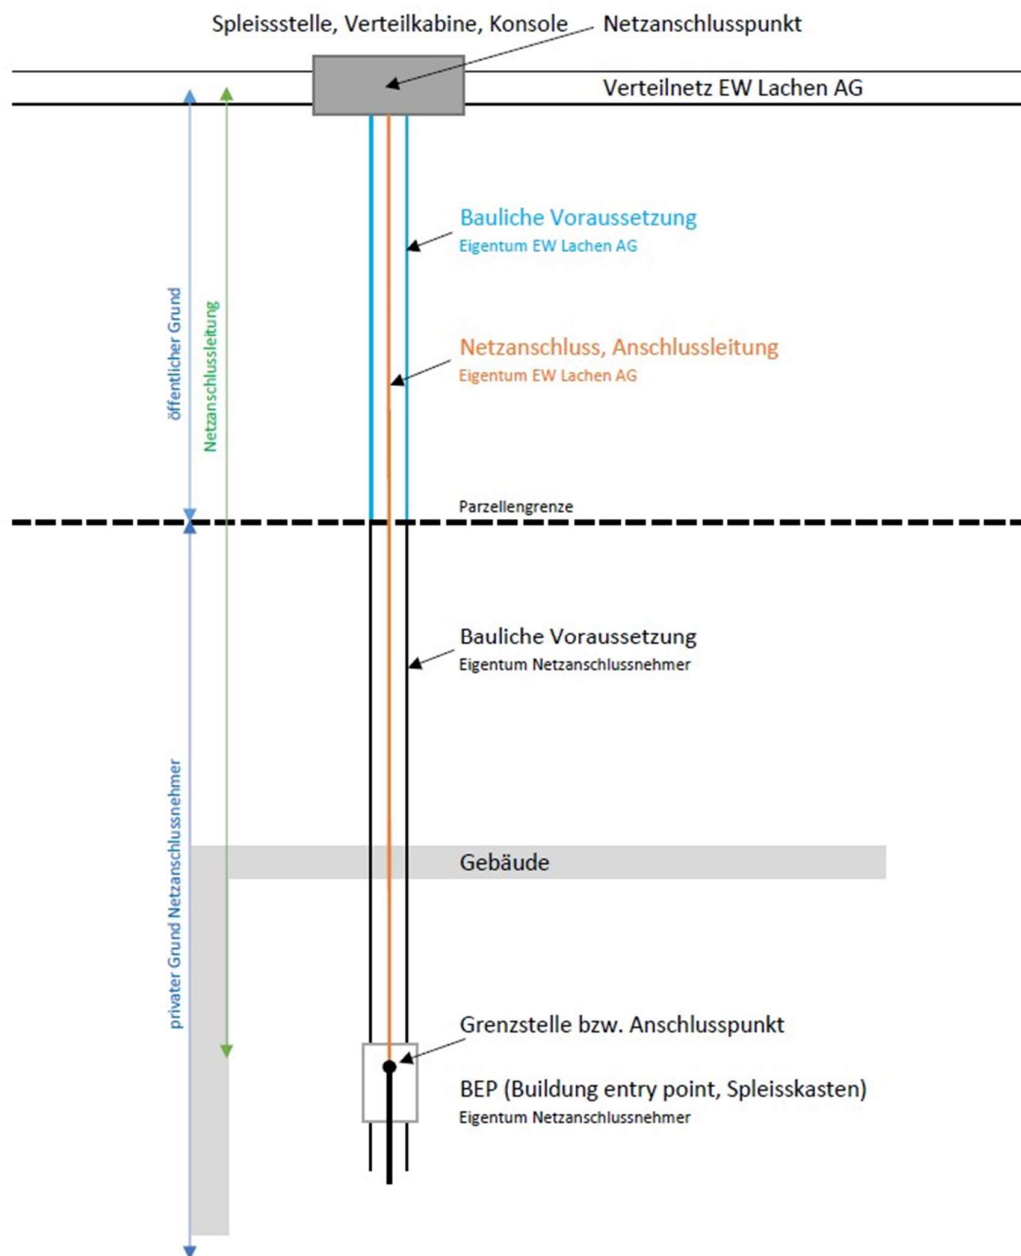 Spleissstelle, Verteilkabine, Konsole
Netzanschlusspunkt
Verteilnetz EW Lachen AG
Bauliche Voraussetzung
Eigentum EW Lachen AG
öffentlicher Grund
Netzanschlussleitung
Netzanschluss, Anschlussleitung
Eigentum EW Lachen AG
Parzellengrenze
Bauliche Voraussetzung
Eigentum Netzanschlussnehmer
privater Grund Netzanschlussnehmer
Gebäude
Grenzstelle bzw. Anschlusspunkt
BEP (Buildung entry point, Spleisskasten)
Eigentum Netzanschlussnehmer